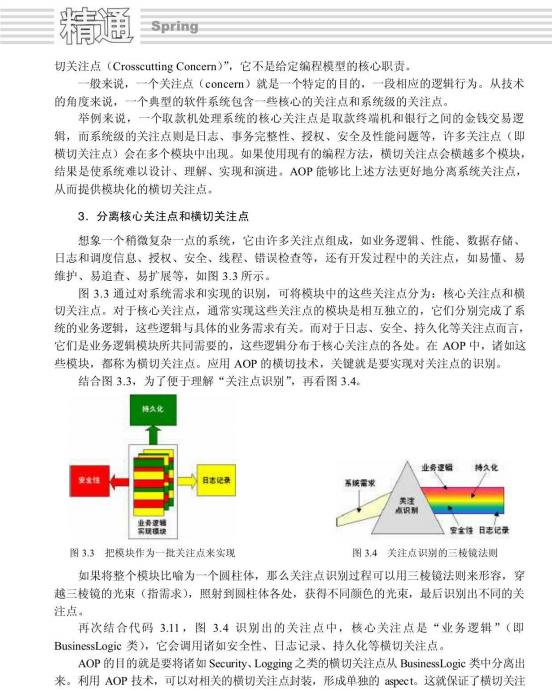 精通 Spring
切关注点（Crosscutting Concern）”，它不是给定编程模型的核心职责。
一般来说，一个关注点（concern）就是一个特定的目的，一段相应的逻辑行为。从技
术的角度来说，一个典型的软件系统包含一些核心的关注点和系统级的关注点。
举例来说，一个取款机处理系统的核心关注点是取款终端机和银行之间的金钱交易逻
辑，而系统级的关注点则是日志、事务完整性、授权、安全及性能问题等，许多关注点（即
横切关注点）会在多个模块中出现。如果使用现有的编程方法，横切关注点会横越多个模块，
结果是使系统难以设计、理解、实现和演进。AOP 能够比上述方法更好地分离系统关注点，
从而提供模块化的横切关注点。
3．分离核心关注点和横切关注点
想象一个稍微复杂一点的系统，它由许多关注点组成，如业务逻辑、性能、数据存储、
日志和调度信息、授权、安全、线程、错误检查等，还有开发过程中的关注点，如易懂、易
维护、易追查、易扩展等，如图 3.3 所示。
图 3.3 通过对系统需求和实现的识别，可将模块中的这些关注点分为：核心关注点和横
切关注点。对于核心关注点，通常实现这些关注点的模块是相互独立的，它们分别完成了系
统的业务逻辑，这些逻辑与具体的业务需求有关。而对于日志、安全、持久化等关注点而言，
它们是业务逻辑模块所共同需要的，这些逻辑分布于核心关注点的各处。在 AOP 中，诸如这
些模块，都称为横切关注点。应用 AOP 的横切技术，关键就是要实现对关注点的识别。
结合图 3.3，为了便于理解“关注点识别”，再看图 3.4。
持久化
安全性
日志记录
业务逻辑
实现模块
系统需求
关注
点识别
业务逻辑
持久化
安全性
日志记录
图 3.3 把模块作为一批关注点来实现
图 3.4 关注点识别的三棱镜法则
如果将整个模块比喻为一个圆柱体，那么关注点识别过程可以用三棱镜法则来形容，穿
越三棱镜的光束（指需求），照射到圆柱体各处，获得不同颜色的光束，最后识别出不同的关
注点。
再次结合代码 3.11，图 3.4 识别出的关注点中，核心关注点是“业务逻辑”（即
BusinessLogic 类），它会调用诸如安全性、日志记录、持久化等横切关注点。
AOP 的目的就是要将诸如 Security、Logging 之类的横切关注点从 BusinessLogic 类中分离出
来。利用 AOP 技术，可以对相关的横切关注点封装，形成单独的 aspect。这就保证了横切关注